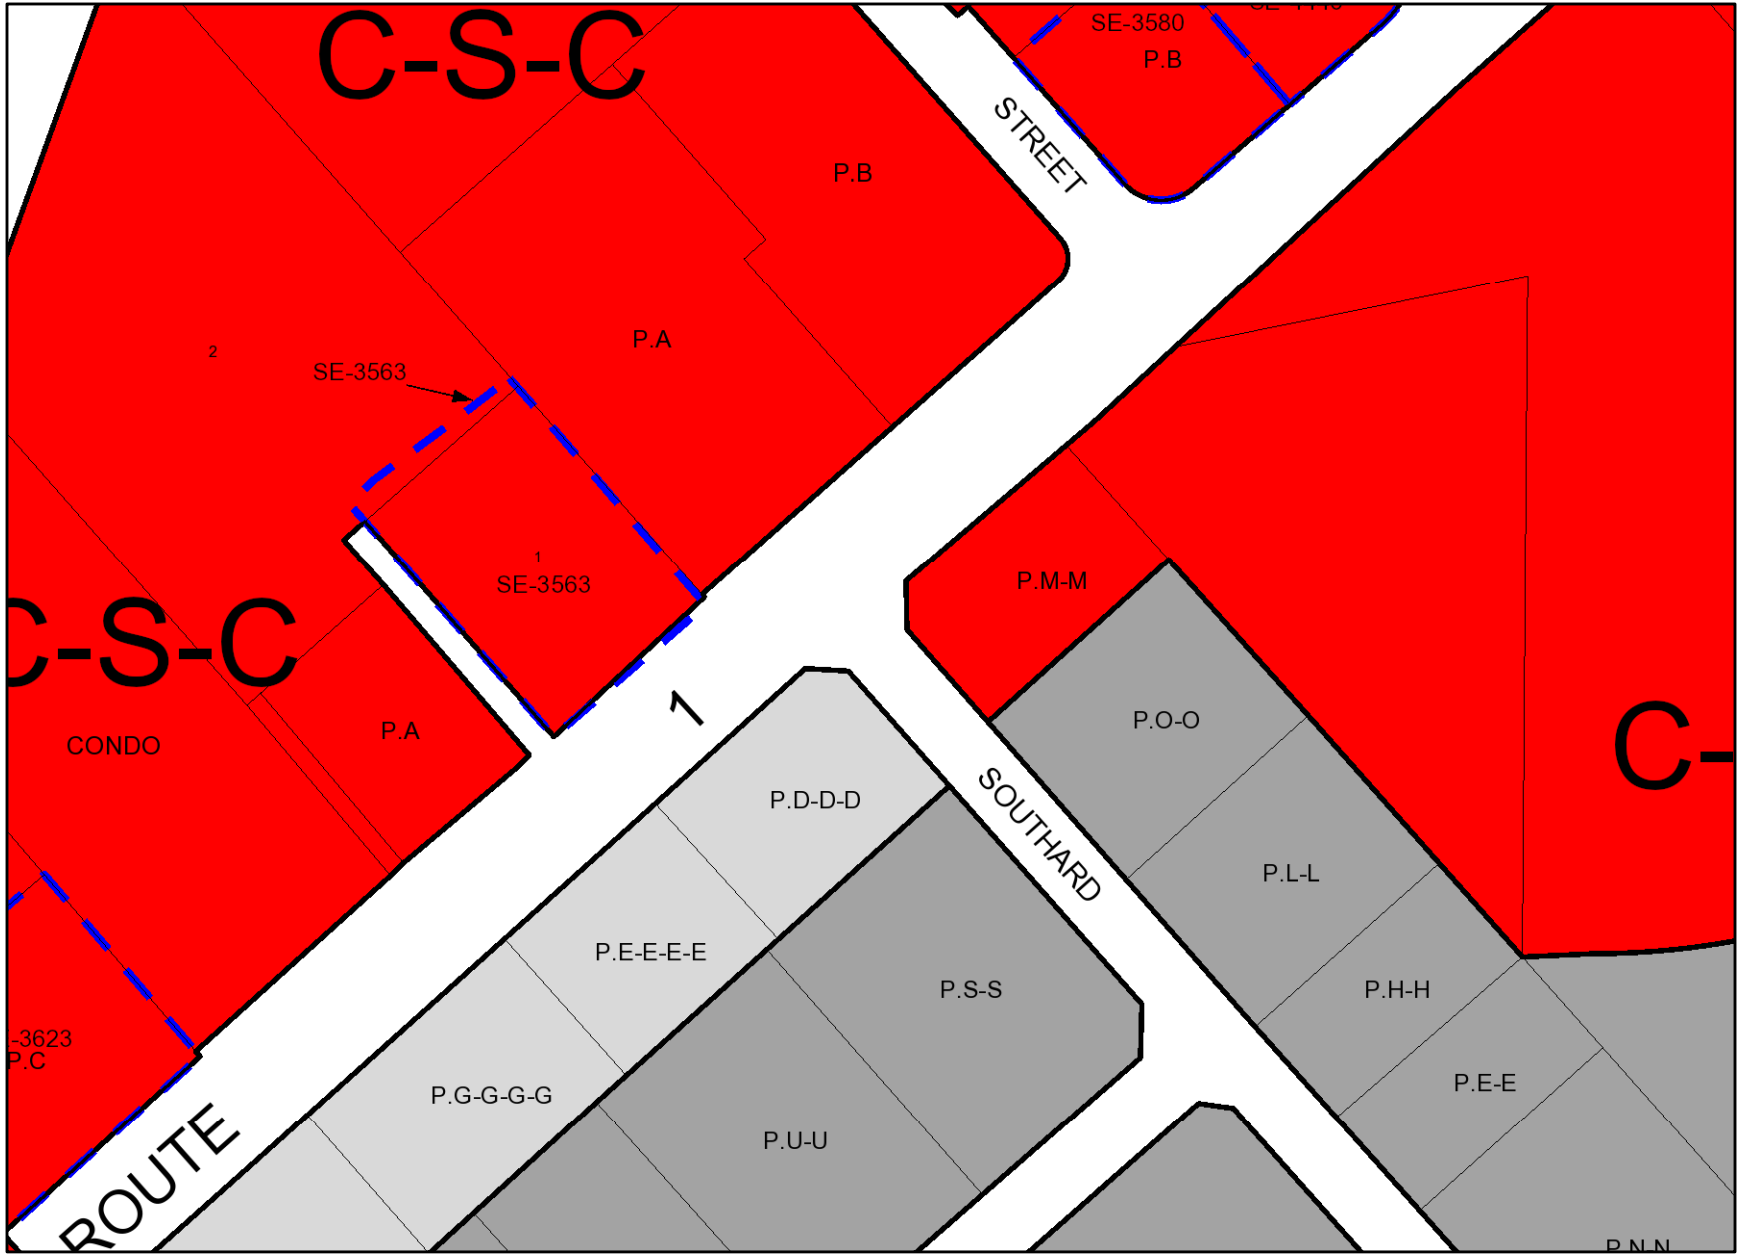 C-S-C
SE-3580
P.B
STREET
P.B
P.A
2
SE-3563
1
SE-3563
P.M-M
C-S-C
P.A
CONDO
1
P.O-O
C-
P.D-D-D
SOUTHARD
P.L-L
P.E-E-E-E
P.S-S
P.H-H
-3623
P.C
P.E-E
P.G-G-G-G
P.U-U
ROUTE
P.N-N